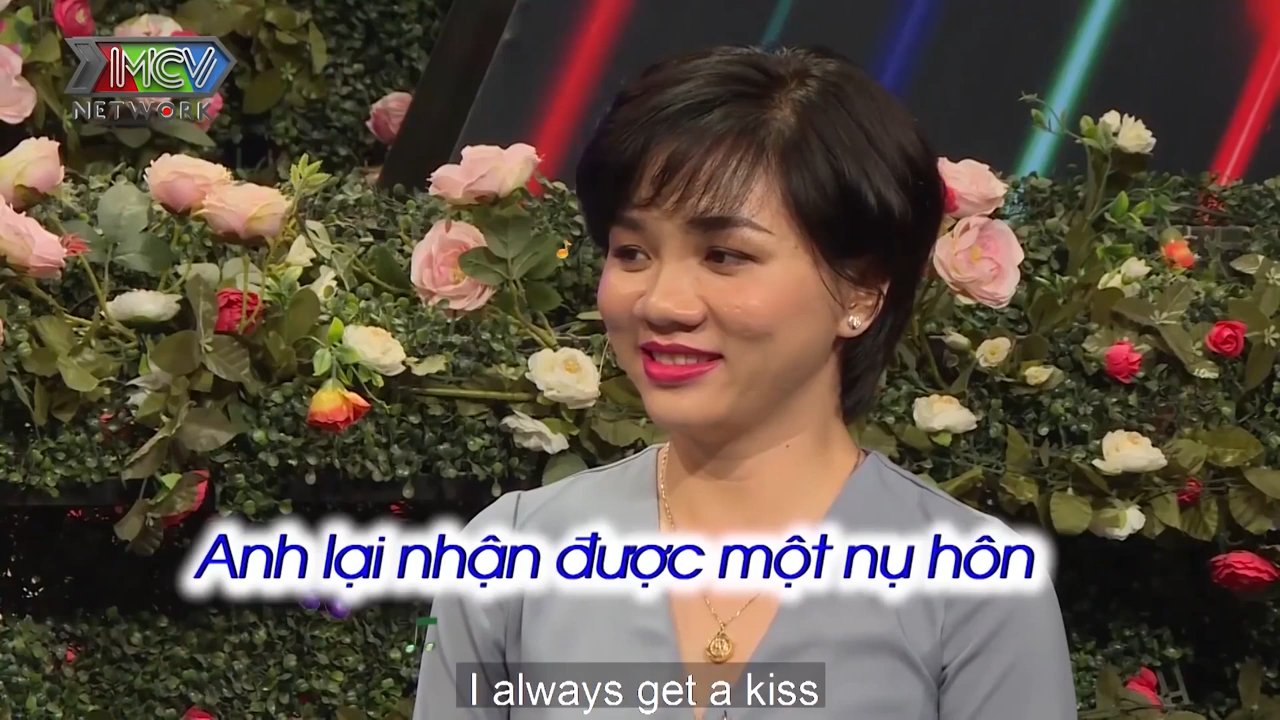 MCV
NETWORK
Anh lại nhận được một nụ hôn
I always get a kiss